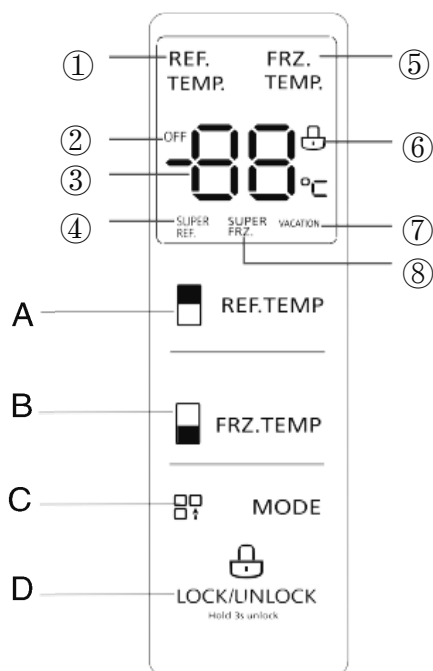 ① REF. FRZ. ⑤
TEMP. TEMP.
② OFF
-88 ⑥
③ °C
④ SUPER SUPER VACATION ⑦
REF. FRZ.
⑧
A REF.TEMP
B FRZ.TEMP
C MODE
D LOCK/UNLOCK
Hold 3s unlock